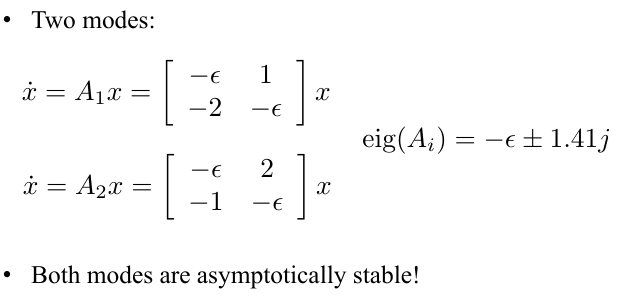 • Two modes:
ẋ = A₁x = [ −ϵ 1 ; −2 −ϵ ] x
eig(Aᵢ) = −ϵ ± 1.41j
ẋ = A₂x = [ −ϵ 2 ; −1 −ϵ ] x
• Both modes are asymptotically stable!